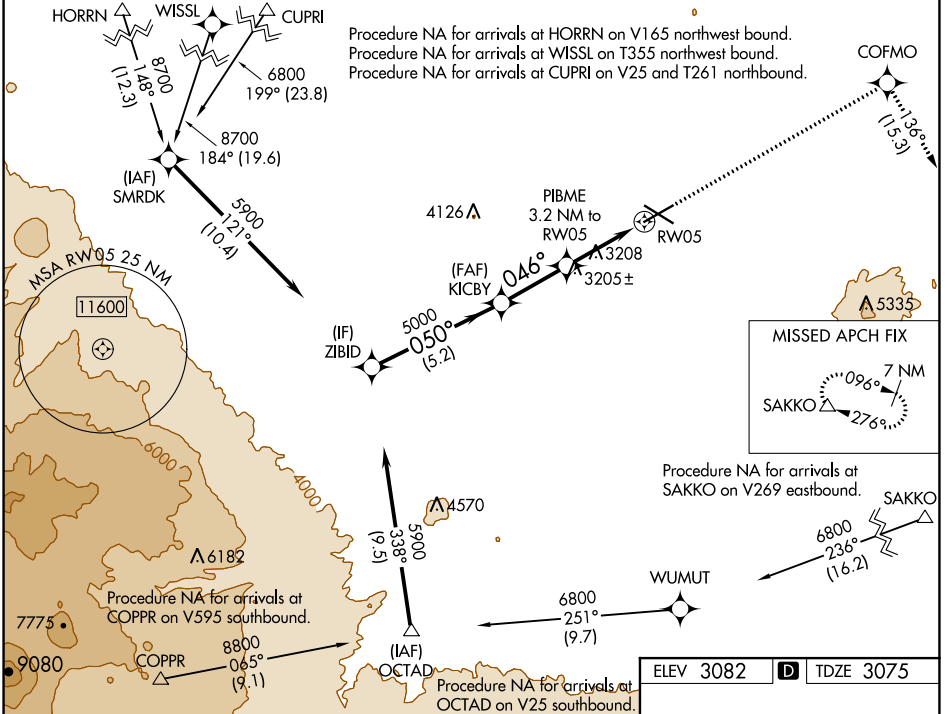 HORRN
WISSL
CUPRI
Procedure NA for arrivals at HORRN on V165 northwest bound.
Procedure NA for arrivals at WISSL on T355 northwest bound.
Procedure NA for arrivals at CUPRI on V25 and T261 northbound.
COFMO
8700
148°
(12.3)
6800
199° (23.8)
8700
184° (19.6)
136°
(15.3)
(IAF)
SMRDK
5900
121°
(10.4)
4126
PIBME
3.2 NM to
RW05
RW05
3208
3205±
(FAF)
KICBY
046°
MSA RW05 25 NM
11600
5335
(IF)
ZIBID
5000
050°
(5.2)
MISSED APCH FIX
7 NM
096°
SAKKO
276°
6000
4000
Procedure NA for arrivals at
SAKKO on V269 eastbound.
SAKKO
4570
5900
338°
(9.5)
6800
236°
(16.2)
6182
WUMUT
Procedure NA for arrivals at
COPPR on V595 southbound.
6800
251°
(9.7)
7775
9080
COPPR
8800
065°
(9.1)
(IAF)
OCTAD
Procedure NA for arrivals at
OCTAD on V25 southbound.
ELEV 3082 D TDZE 3075